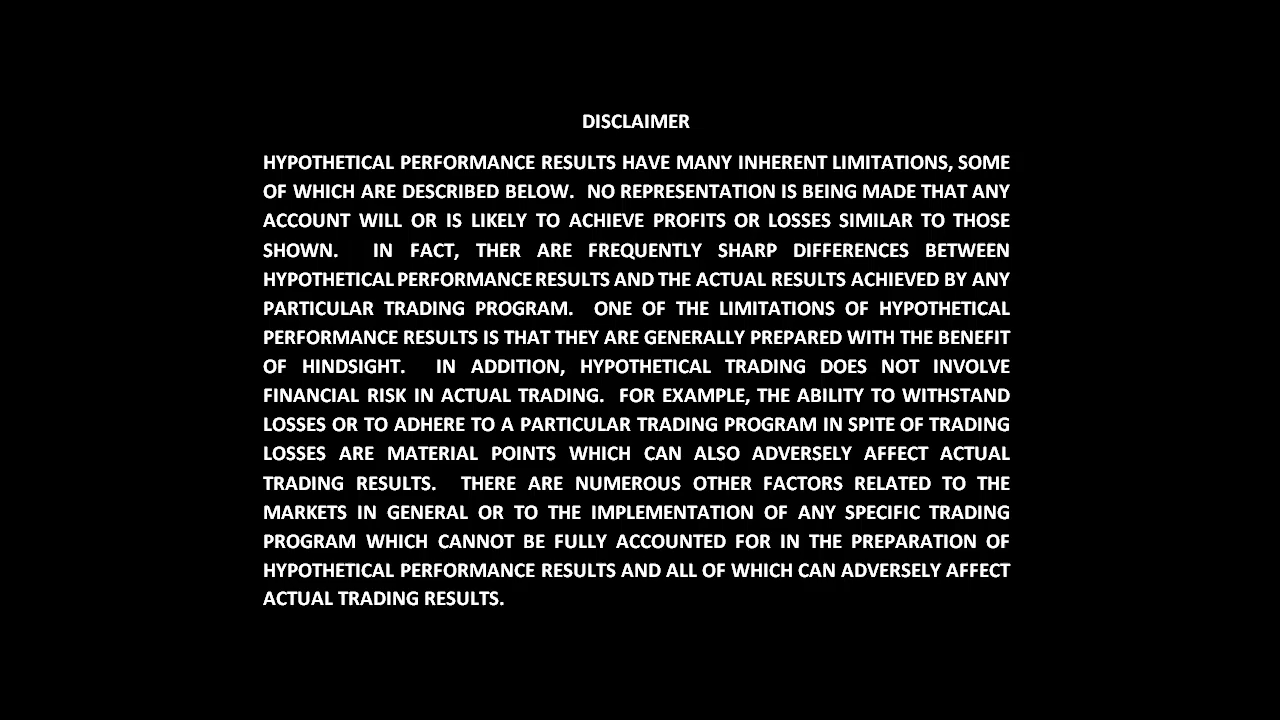 DISCLAIMER
HYPOTHETICAL PERFORMANCE RESULTS HAVE MANY INHERENT LIMITATIONS, SOME
OF WHICH ARE DESCRIBED BELOW.  NO REPRESENTATION IS BEING MADE THAT ANY
ACCOUNT WILL OR IS LIKELY TO ACHIEVE PROFITS OR LOSSES SIMILAR TO THOSE
SHOWN.  IN FACT, THER ARE FREQUENTLY SHARP DIFFERENCES BETWEEN
HYPOTHETICAL PERFORMANCE RESULTS AND THE ACTUAL RESULTS ACHIEVED BY ANY
PARTICULAR TRADING PROGRAM.  ONE OF THE LIMITATIONS OF HYPOTHETICAL
PERFORMANCE RESULTS IS THAT THEY ARE GENERALLY PREPARED WITH THE BENEFIT
OF HINDSIGHT.  IN ADDITION, HYPOTHETICAL TRADING DOES NOT INVOLVE
FINANCIAL RISK IN ACTUAL TRADING.  FOR EXAMPLE, THE ABILITY TO WITHSTAND
LOSSES OR TO ADHERE TO A PARTICULAR TRADING PROGRAM IN SPITE OF TRADING
LOSSES ARE MATERIAL POINTS WHICH CAN ALSO ADVERSELY AFFECT ACTUAL
TRADING RESULTS.  THERE ARE NUMEROUS OTHER FACTORS RELATED TO THE
MARKETS IN GENERAL OR TO THE IMPLEMENTATION OF ANY SPECIFIC TRADING
PROGRAM WHICH CANNOT BE FULLY ACCOUNTED FOR IN THE PREPARATION OF
HYPOTHETICAL PERFORMANCE RESULTS AND ALL OF WHICH CAN ADVERSELY AFFECT
ACTUAL TRADING RESULTS.